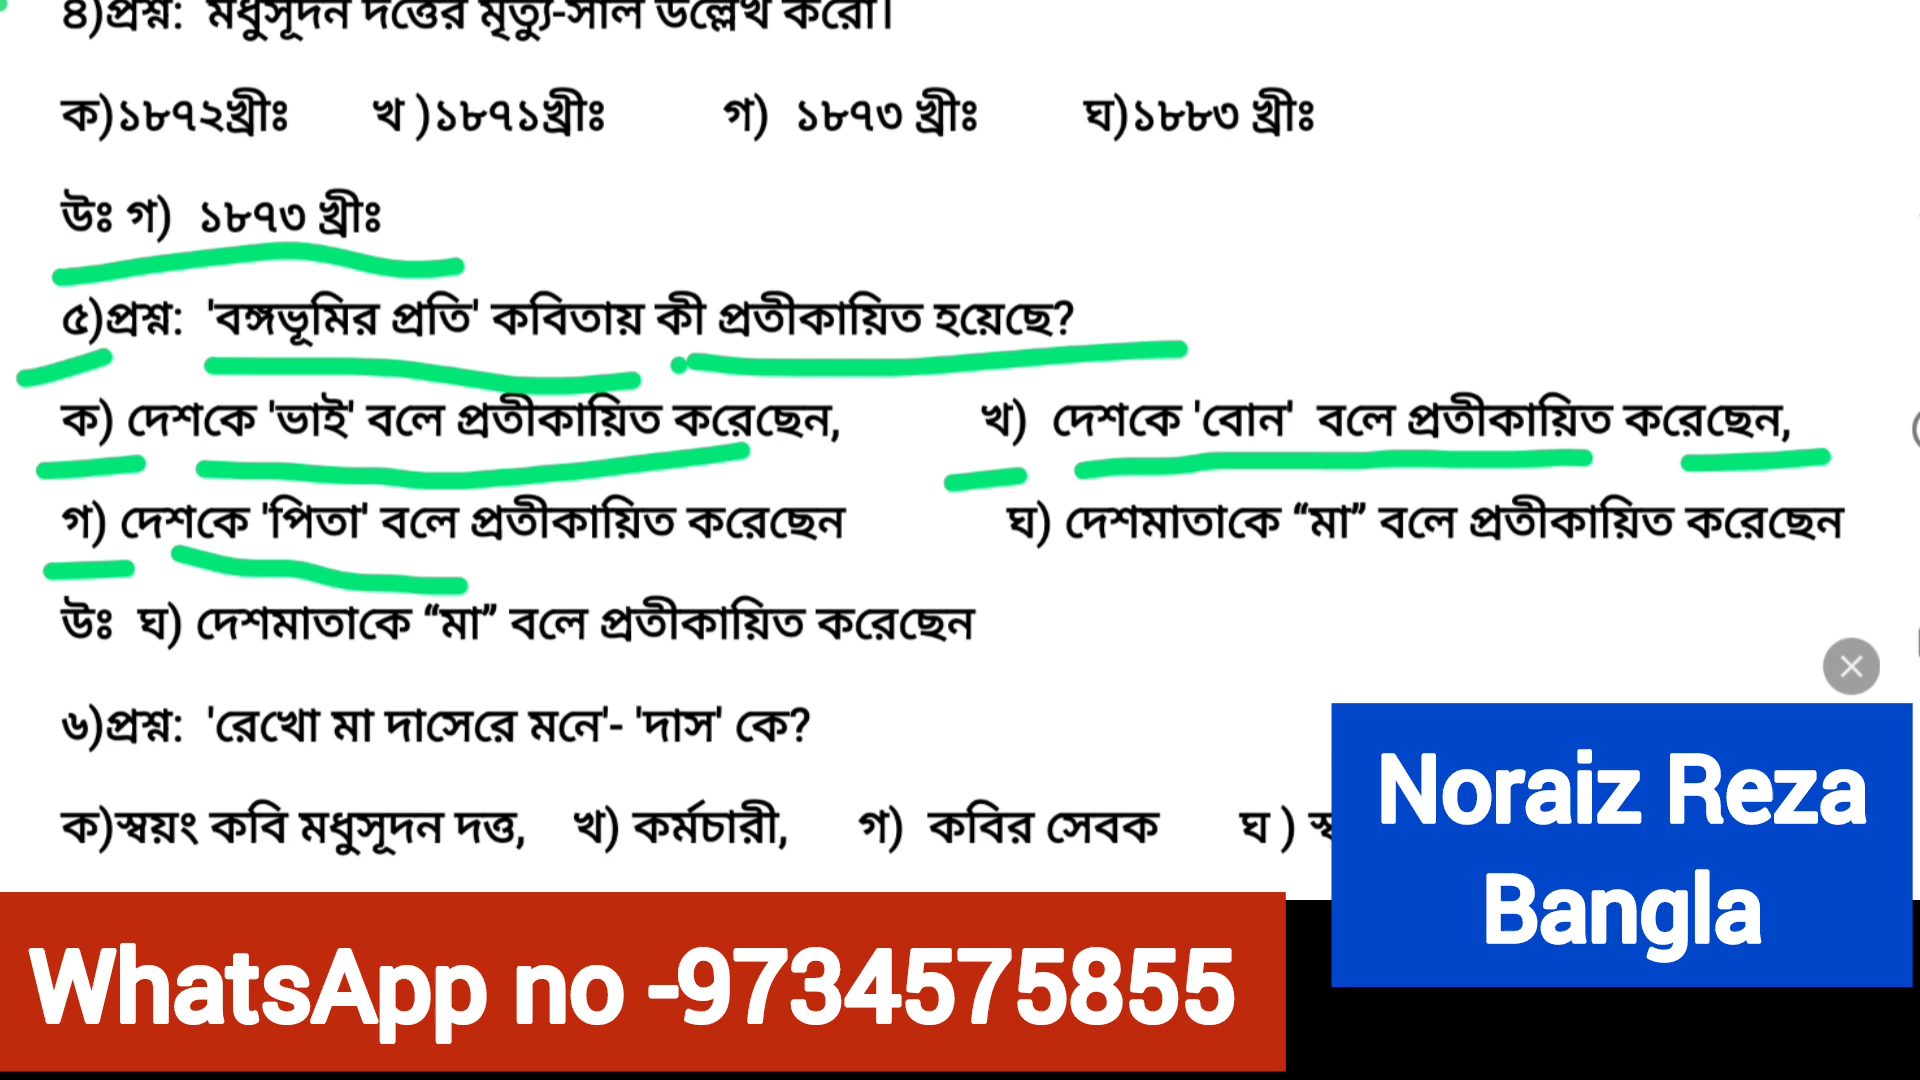 ৪)প্রশ্ন: মধুসূদন দত্তের মৃত্যু-সাল উল্লেখ করো।
ক)১৮৭২খ্রীঃ খ )১৮৭১খ্রীঃ গ) ১৮৭৩ খ্রীঃ ঘ)১৮৮৩ খ্রীঃ
উঃ গ) ১৮৭৩ খ্রীঃ
৫)প্রশ্ন: 'বঙ্গভূমির প্রতি' কবিতায় কী প্রতীকায়িত হয়েছে?
ক) দেশকে 'ভাই' বলে প্রতীকায়িত করেছেন, খ) দেশকে 'বোন' বলে প্রতীকায়িত করেছেন,
গ) দেশকে 'পিতা' বলে প্রতীকায়িত করেছেন ঘ) দেশমাতাকে “মা” বলে প্রতীকায়িত করেছেন
উঃ ঘ) দেশমাতাকে “মা” বলে প্রতীকায়িত করেছেন
৬)প্রশ্ন: 'রেখো মা দাসেরে মনে'- 'দাস' কে?
ক)স্বয়ং কবি মধুসূদন দত্ত, খ) কর্মচারী, গ) কবির সেবক ঘ )
Noraiz Reza
Bangla
WhatsApp no -9734575855